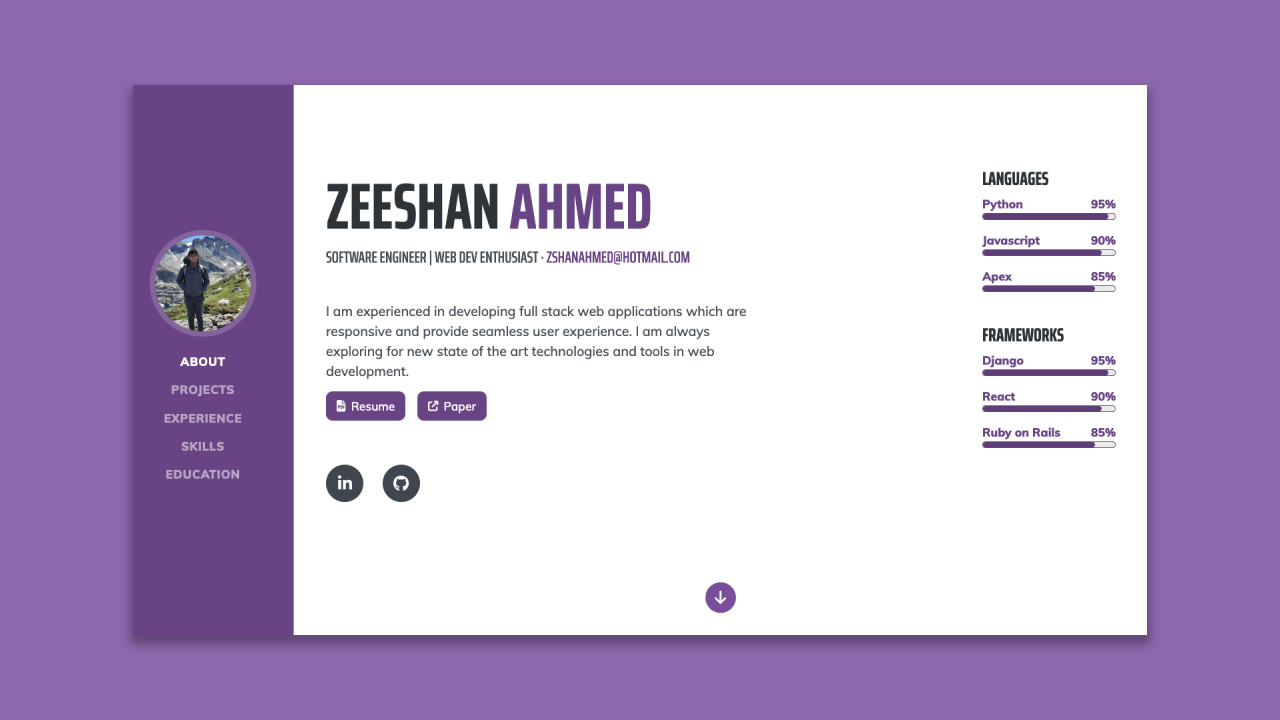 ABOUT
PROJECTS
EXPERIENCE
SKILLS
EDUCATION
ZEESHAN AHMED
SOFTWARE ENGINEER | WEB DEV ENTHUSIAST · ZSHANAHMED@HOTMAIL.COM
I am experienced in developing full stack web applications which are
responsive and provide seamless user experience. I am always
exploring for new state of the art technologies and tools in web
development.
Resume
Paper
in
LANGUAGES
Python 95%
Javascript 90%
Apex 85%
FRAMEWORKS
Django 95%
React 90%
Ruby on Rails 85%